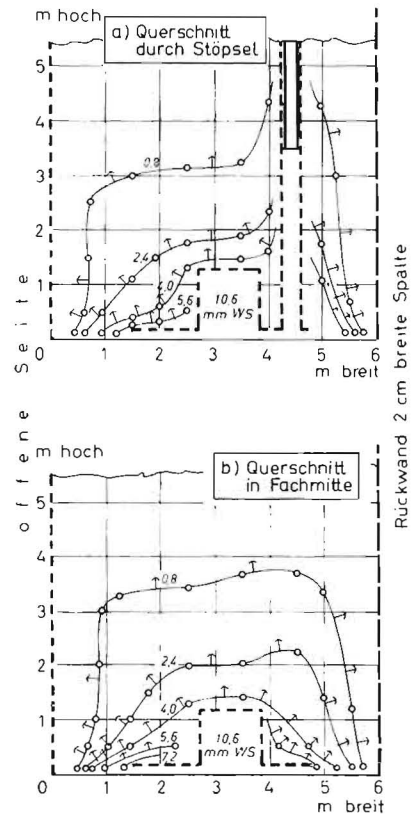 m hoch
a) Querschnitt
durch Stöpsel
5
4
3
2
1
0
0,8
2,4
4,0
5,6
10,6
mm WS
1
2
3
4
5
6
m breit
offene Seite
Rückwand 2 cm breite Spalte
m hoch
b) Querschnitt
in Fachmitte
5
4
3
2
1
0
0,8
2,4
4,0
5,6
7,2
10,6
mm WS
1
2
3
4
5
6
m breit